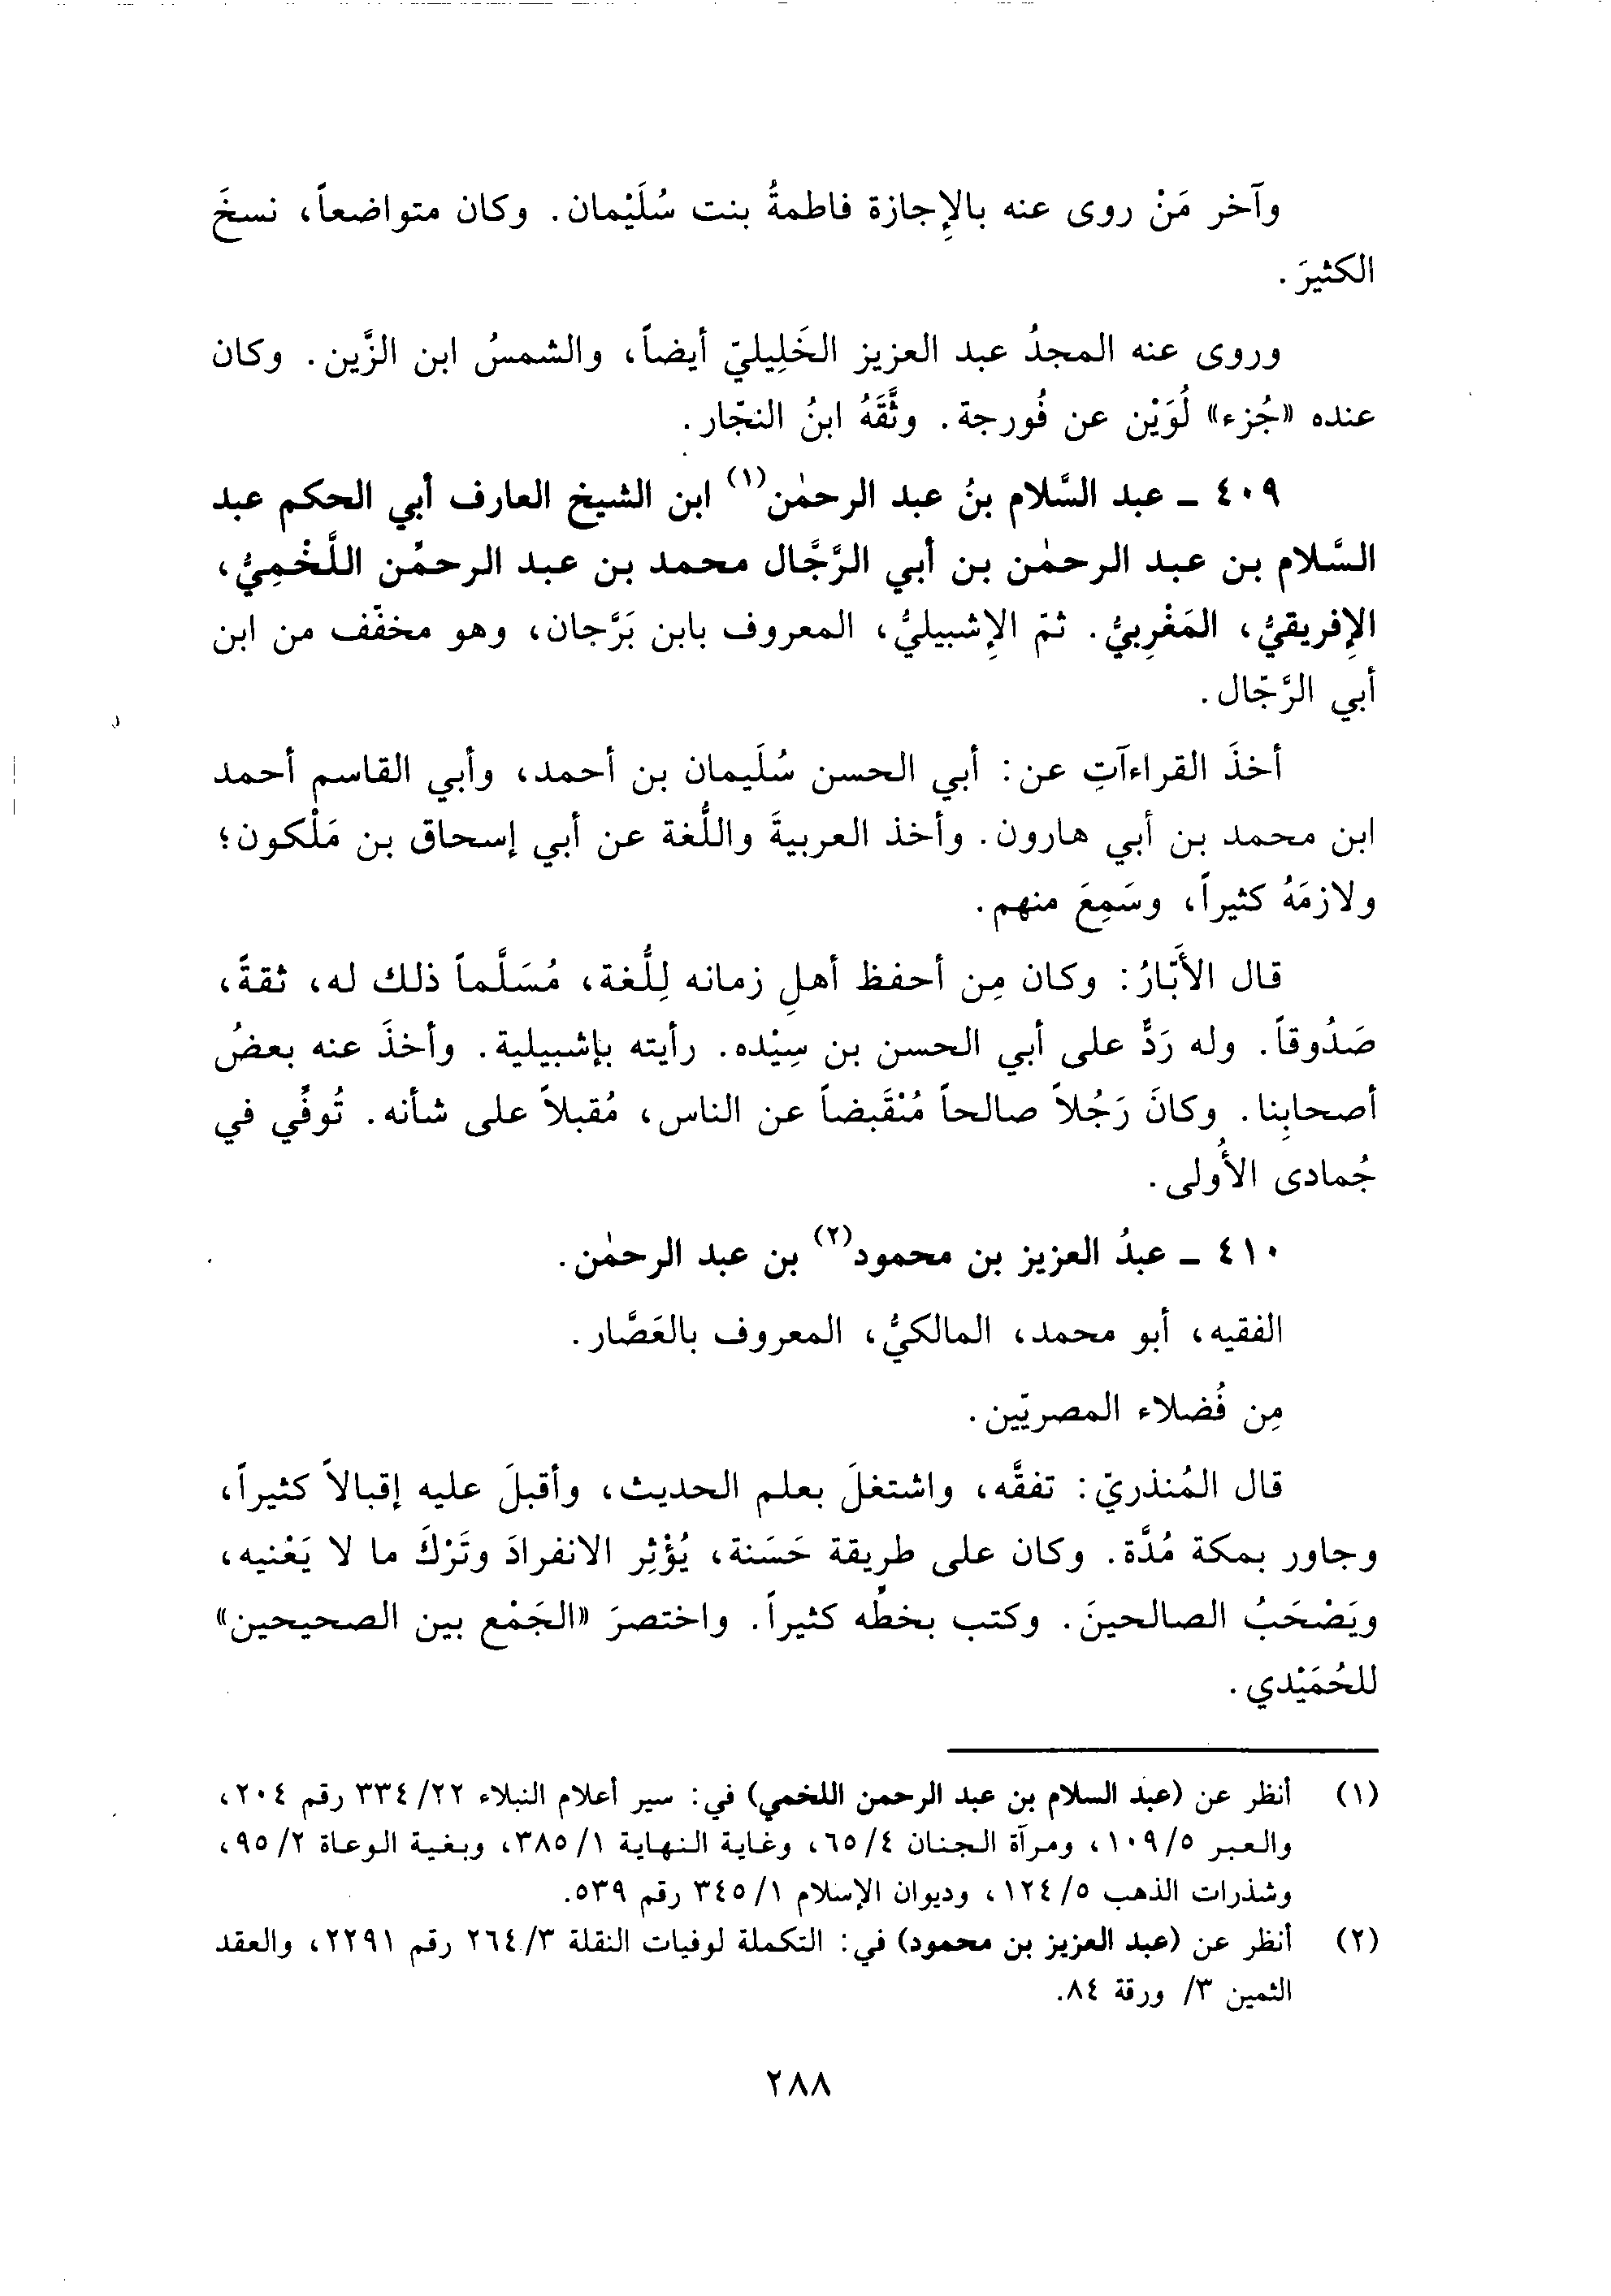 وآخر مَنْ روى عنه بالإِجازة فاطمةُ بنت سُلَيْمان. وكان متواضعاً، نسخَ
الكثيرَ.
وروى عنه المجدُ عبد العزيز الخَلِيليّ أيضاً، والشمسُ ابن الزَّين. وكان
عنده «جُزء» لُوَيْن عن فُورجة. وثَّقَهُ ابنُ النجّار.
٤٠٩ ـ عبد السَّلام بنُ عبد الرحمٰن(١) ابن الشيخ العارف أبي الحكم عبد
السَّلام بن عبد الرحمٰن بن أبي الرَّجَّال محمد بن عبد الرحمٰن اللَّخْمِيُّ،
الإِفريقيُّ، المَغْرِبيُّ. ثمّ الإِشبيليُّ، المعروف بابن بَرَّجان، وهو مخفّف من ابن
أبي الرَّجّال.
أخذَ القراءآتِ عن: أبي الحسن سُلَيمان بن أحمد، وأبي القاسم أحمد
ابن محمد بن أبي هارون. وأخذ العربيةَ واللُّغة عن أبي إسحاق بن مَلْكون؛
ولازمَهُ كثيراً، وسَمِعَ منهم.
قال الأَبّارُ: وكان مِن أحفظ أهلِ زمانه لِلُّغة، مُسَلَّماً ذلك له، ثقةً،
صَدُوقاً. وله رَدٌّ على أبي الحسن بن سِيْده. رأيته بإشبيلية. وأخذَ عنه بعضُ
أصحابِنا. وكانَ رَجُلاً صالحاً مُنْقَبضاً عن الناس، مُقبلاً على شأنه. تُوفِّي في
جُمادى الأُولى.
٤١٠ ـ عبدُ العزيز بن محمود(٢) بن عبد الرحمٰن.
الفقيه، أبو محمد، المالكيُّ، المعروف بالعَصَّار.
مِن فُضلاء المصريّين.
قال المُنذريّ: تفقَّه، واشتغلَ بعلم الحديث، وأقبلَ عليه إقبالاً كثيراً،
وجاور بمكة مُدَّة. وكان على طريقة حَسَنة، يُؤْثِر الانفرادَ وتَرْكَ ما لا يَعْنيه،
ويَصْحَبُ الصالحينَ. وكتب بخطِّه كثيراً. واختصرَ «الجَمْع بين الصحيحين»
للحُمَيْدي.
(١) أنظر عن (عبد السلام بن عبد الرحمن اللخمي) في: سير أعلام النبلاء ٢٢/٣٣٤ رقم ٢٠٤،
والعبر ٥/١٠٩، ومرآة الجنان ٤/٦٥، وغاية النهاية ١/٣٨٥، وبغية الوعاة ٢/٩٥،
وشذرات الذهب ٥/١٢٤، وديوان الإسلام ١/٣٤٥ رقم ٥٣٩.
(٢) أنظر عن (عبد العزيز بن محمود) في: التكملة لوفيات النقلة ٣/٢٦٤ رقم ٢٢٩١، والعقد
الثمين ٣/ ورقة ٨٤.
٢٨٨